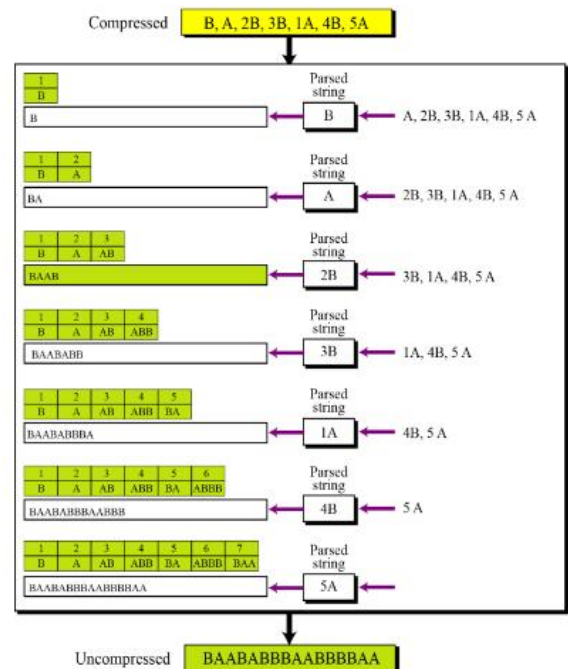 Compressed B, A, 2B, 3B, 1A, 4B, 5A
1
B
Parsed
string
B
B
A, 2B, 3B, 1A, 4B, 5 A
1 2
B A
Parsed
string
BA
A
2B, 3B, 1A, 4B, 5 A
1 2 3
B A AB
Parsed
string
BAAB
2B
3B, 1A, 4B, 5 A
1 2 3 4
B A AB ABB
Parsed
string
BAABABB
3B
1A, 4B, 5 A
1 2 3 4 5
B A AB ABB BA
Parsed
string
BAABABBBA
1A
4B, 5 A
1 2 3 4 5 6
B A AB ABB BA ABBB
Parsed
string
BAABABBBAABBB
4B
5 A
1 2 3 4 5 6 7
B A AB ABB BA ABBB BAA
Parsed
string
BAABABBBAABBBBAA
5A
Uncompressed BAABABBBAABBBBAA